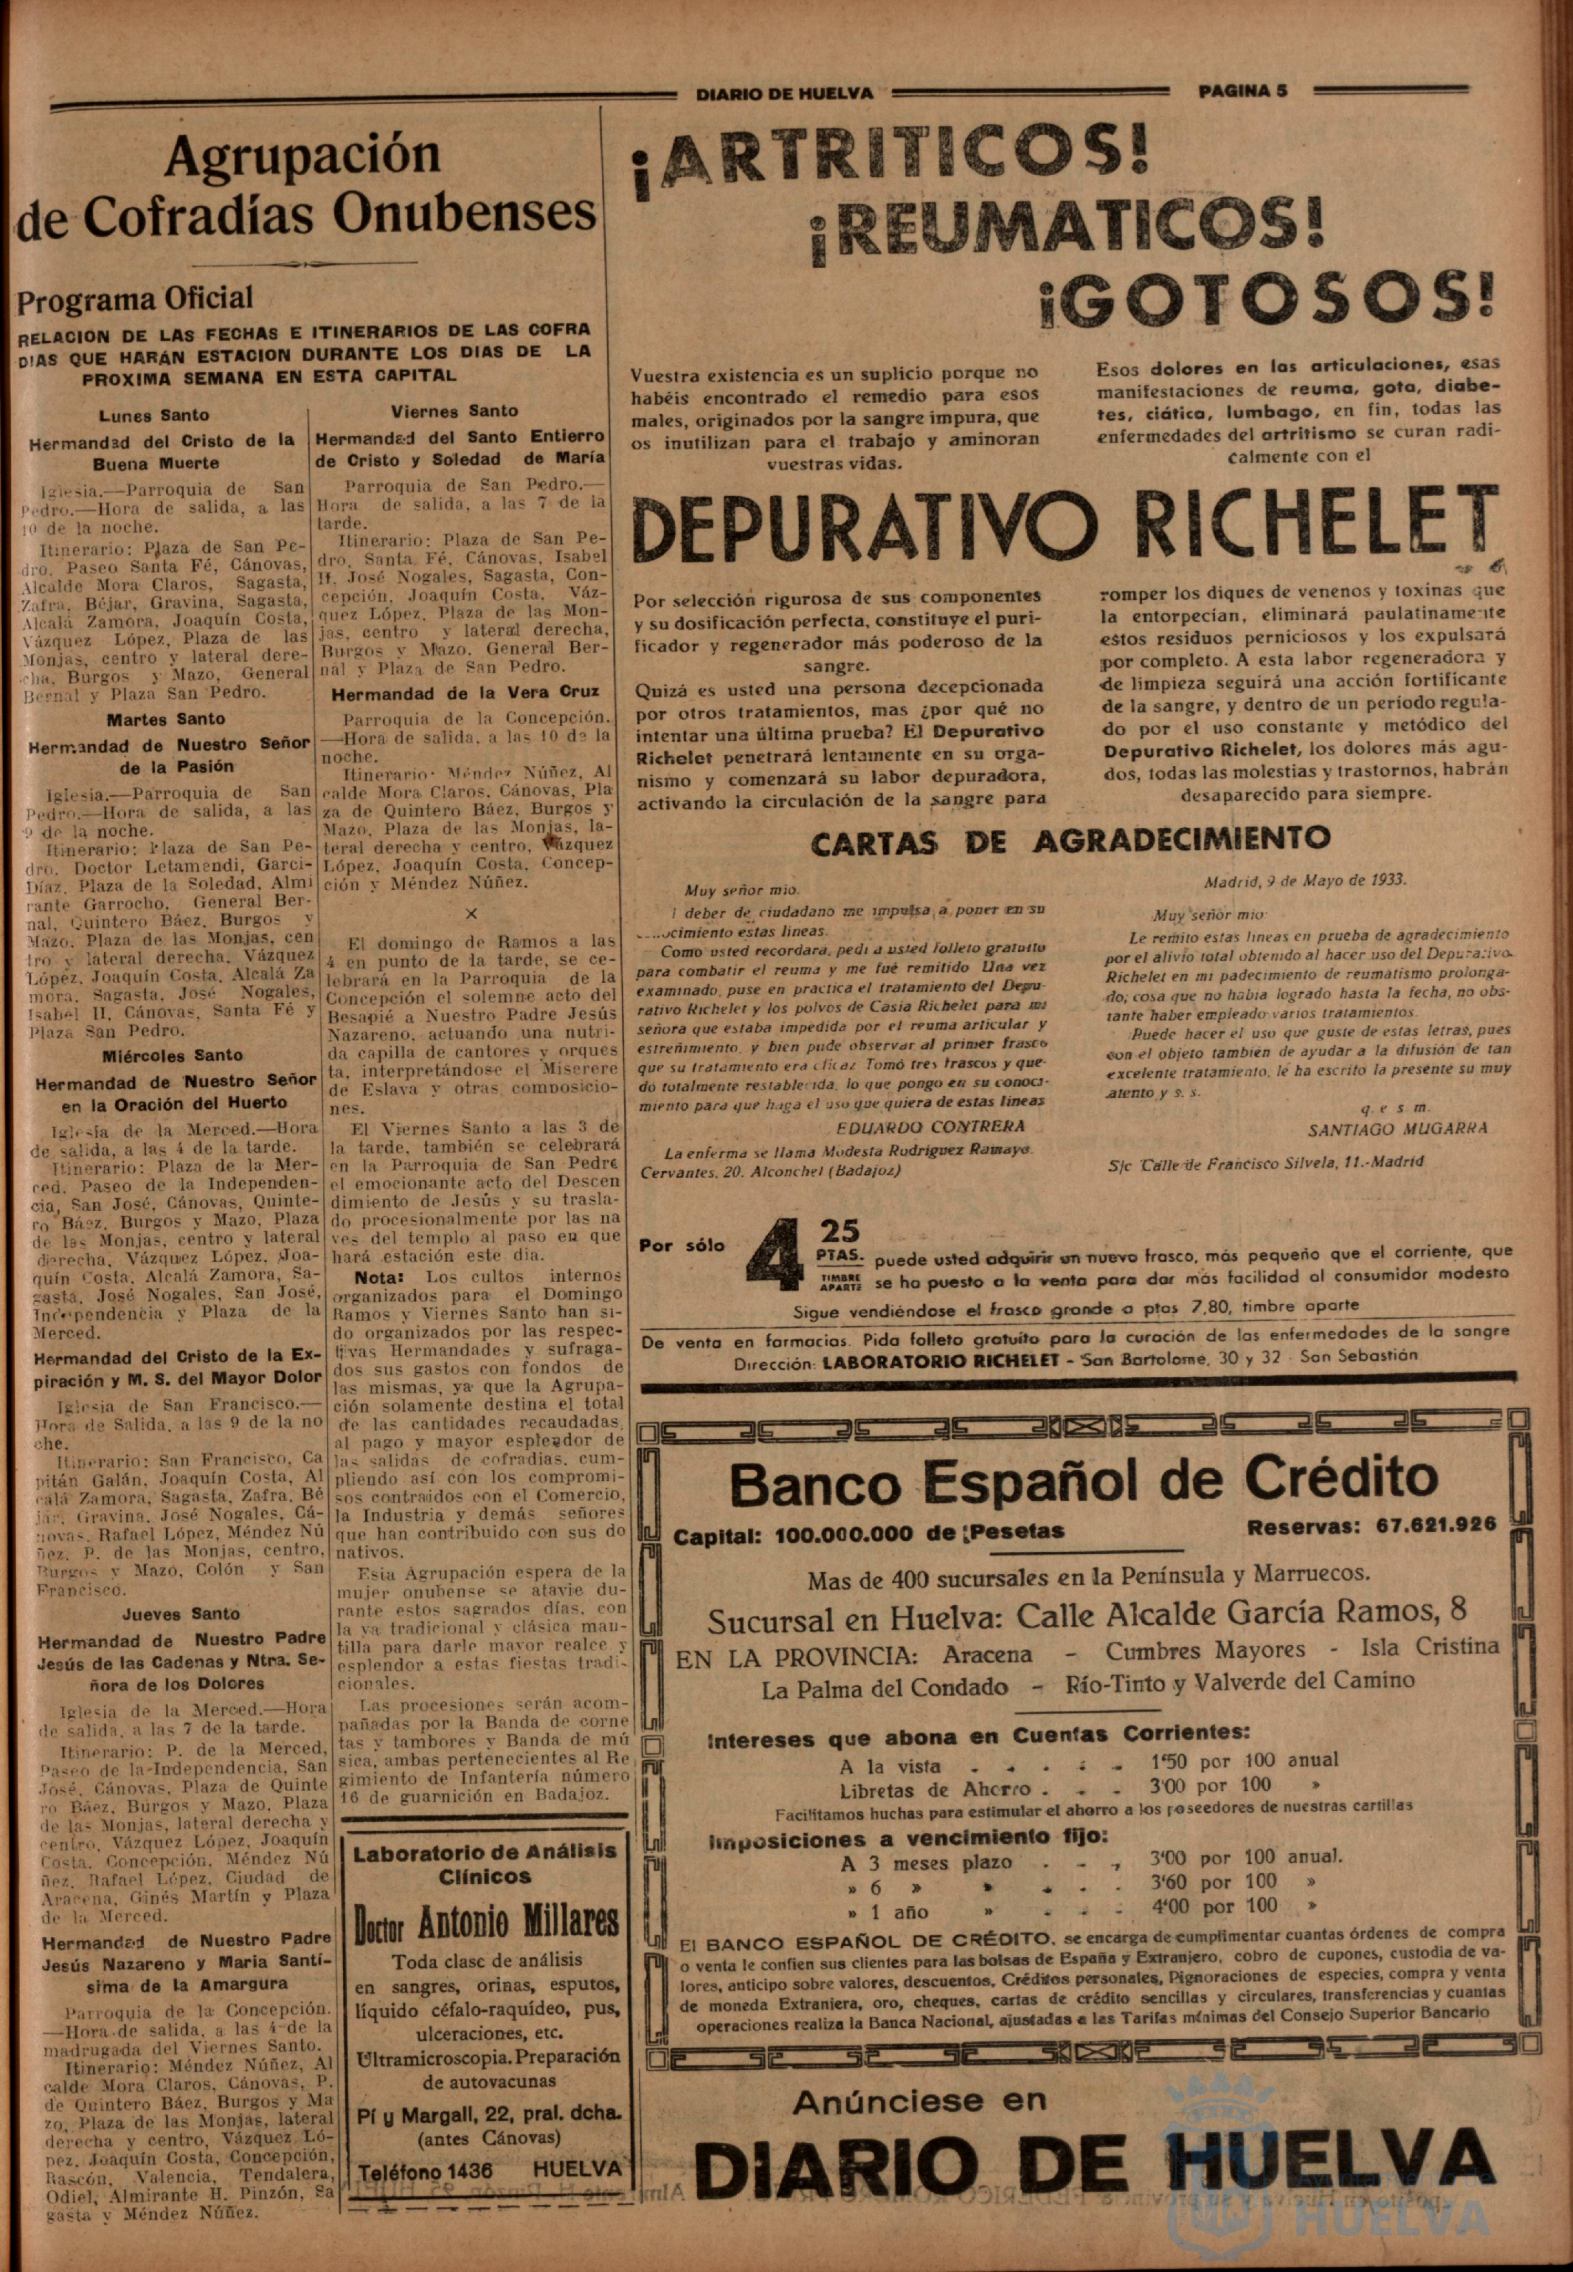 DIARIO DE HUELVA
PAGINA 5
Agrupación
de Cofradías Onubenses
Programa Oficial
RELACION DE LAS FECHAS E ITINERARIOS DE LAS COFRA
DIAS QUE HARÁN ESTACION DURANTE LOS DIAS DE LA
PROXIMA SEMANA EN ESTA CAPITAL
Lunes Santo
Hermandad del Cristo de la
Buena Muerte
Iglesia.—Parroquia de San
Pedro.—Hora de salida, a las
10 de la noche.
Itinerario: Plaza de San Pe-
dro, Paseo Santa Fé, Cánovas,
Alcalde Mora Claros, Sagasta,
Zafra, Béjar, Gravina, Sagasta,
Alcalá Zamora, Joaquín Costa,
Vázquez López, Plaza de las
Monjas, centro y lateral dere-
cha, Burgos y Mazo, General
Bernal y Plaza San Pedro.
Martes Santo
Hermandad de Nuestro Señor
de la Pasión
Iglesia.—Parroquia de San
Pedro.—Hora de salida, a las
9 de la noche.
Itinerario: Plaza de San Pe-
dro, Doctor Letamendi, Garci-
Díaz, Plaza de la Soledad, Almi
rante Garrocho, General Ber-
nal, Quintero Báez, Burgos y
Mazo, Plaza de las Monjas, cen
tro y lateral derecha, Vázquez
López, Joaquín Costa, Alcalá Za
mora, Sagasta, José Nogales,
Isabel II, Cánovas, Santa Fé y
Plaza San Pedro.
Miércoles Santo
Hermandad de Nuestro Señor
en la Oración del Huerto
Iglesia de la Merced.—Hora
de salida, a las 4 de la tarde.
Itinerario: Plaza de la Mer-
ced, Paseo de la Independen-
cia, San José, Cánovas, Quinte-
ro Báez, Burgos y Mazo, Plaza
de las Monjas, centro y lateral
derecha, Vázquez López, Joa-
quín Costa, Alcalá Zamora, Sa-
gasta, José Nogales, San José,
Independencia y Plaza de la
Merced.
Hermandad del Cristo de la Ex-
piración y M. S. del Mayor Dolor
Iglesia de San Francisco.—
Hora de Salida, a las 9 de la no
che.
Itinerario: San Francisco, Ca
pitán Galán, Joaquín Costa, Al
calá Zamora, Sagasta, Zafra, Bé
jar, Gravina, José Nogales, Cá-
novas, Rafael López, Méndez Nú
ñez, P. de las Monjas, centro,
Burgos y Mazo, Colón y San
Francisco.
Jueves Santo
Hermandad de Nuestro Padre
Jesús de las Cadenas y Ntra. Se-
ñora de los Dolores
Iglesia de la Merced.—Hora
de salida, a las 7 de la tarde.
Itinerario: P. de la Merced,
Paseo de la Independencia, San
José, Cánovas, Plaza de Quinte
ro Báez, Burgos y Mazo, Plaza
de las Monjas, lateral derecha y
centro, Vázquez López, Joaquín
Costa, Concepción, Méndez Nú
ñez, Rafael López, Ciudad de
Aracena, Ginés Martín y Plaza
de la Merced.
Hermandad de Nuestro Padre
Jesús Nazareno y Maria Santí-
sima de la Amargura
Parroquia de la Concepción.
—Hora de salida, a las 4 de la
madrugada del Viernes Santo.
Itinerario: Méndez Núñez, Al
calde Mora Claros, Cánovas, P.
de Quintero Báez, Burgos y Ma
zo, Plaza de las Monjas, lateral
derecha y centro, Vázquez Ló-
pez, Joaquín Costa, Concepción,
Rascón, Valencia, Tendalera,
Odiel, Almirante H. Pinzón, Sa
gasta y Méndez Núñez.
Viernes Santo
Hermandad del Santo Entierro
de Cristo y Soledad de María
Parroquia de San Pedro.—
Hora de salida, a las 7 de la
tarde.
Itinerario: Plaza de San Pe-
dro, Santa Fé, Cánovas, Isabel
II, José Nogales, Sagasta, Con-
cepción, Joaquín Costa, Váz-
quez López, Plaza de las Mon-
jas, centro y lateral derecha,
Burgos y Mazo, General Ber-
nal y Plaza de San Pedro.
Hermandad de la Vera Cruz
Parroquia de la Concepción.
—Hora de salida, a las 10 de la
noche.
Itinerario: Méndez Núñez, Al
calde Mora Claros, Cánovas, Pla
za de Quintero Báez, Burgos y
Mazo, Plaza de las Monjas, la-
teral derecha y centro, Vázquez
López, Joaquín Costa, Concep-
ción y Méndez Núñez.
×
El domingo de Ramos a las
4 en punto de la tarde, se ce-
lebrará en la Parroquia de la
Concepción el solemne acto del
Besapié a Nuestro Padre Jesús
Nazareno, actuando una nutri-
da capilla de cantores y orques
ta, interpretándose el Miserere
de Eslava y otras composicio-
nes.
El Viernes Santo a las 3 de
la tarde, también se celebrará
en la Parroquia de San Pedro
el emocionante acto del Descen
dimiento de Jesús y su trasla-
do procesionalmente por las na
ves del templo al paso en que
hará estación este dia.
Nota: Los cultos internos
organizados para el Domingo
Ramos y Viernes Santo han si-
do organizados por las respec-
tivas Hermandades y sufraga-
dos sus gastos con fondos de
las mismas, ya que la Agrupa-
ción solamente destina el total
de las cantidades recaudadas,
al pago y mayor esplendor de
las salidas de cofradias, cum-
pliendo así cón los compromi-
sos contraidos con el Comercio,
la Industria y demás señores
que han contribuido con sus do
nativos.
Esta Agrupación espera de la
mujer onubense se atavie du-
rante estos sagrados días, con
la ya tradicional y clásica man-
tilla para darle mayor realce y
esplendor a estas fiestas tradi-
cionales.
Las procesiones serán acom-
pañadas por la Banda de corne
tas y tambores y Banda de mú
sica, ambas pertenecientes al Re
gimiento de Infantería número
16 de guarnición en Badajoz.
Laboratorio de Análisis
Clínicos
Doctor Antonio Millares
Toda clase de análisis
en sangres, orinas, esputos,
líquido céfalo-raquídeo, pus,
ulceraciones, etc.
Ultramicroscopia. Preparación
de autovacunas
Pí y Margall, 22, pral. dcha.
(antes Cánovas)
Teléfono 1436 HUELVA
¡ARTRITICOS!
¡REUMATICOS!
¡GOTOSOS!
Vuestra existencia es un suplicio porque no
habéis encontrado el remedio para esos
males, originados por la sangre impura, que
os inutilizan para el trabajo y aminoran
vuestras vidas.
Esos dolores en las articulaciones, esas
manifestaciones de reuma, gota, diabe-
tes, ciática, lumbago, en fin, todas las
enfermedades del artritismo se curan radi-
calmente con el
DEPURATIVO RICHELET
Por selección rigurosa de sus componentes
y su dosificación perfecta, constituye el puri-
ficador y regenerador más poderoso de la
sangre.
Quizá es usted una persona decepcionada
por otros tratamientos, mas ¿por qué no
intentar una última prueba? El Depurativo
Richelet penetrará lentamente en su orga-
nismo y comenzará su labor depuradora,
activando la circulación de la sangre para
romper los diques de venenos y toxinas que
la entorpecían, eliminará paulatinamente
estos residuos perniciosos y los expulsará
por completo. A esta labor regeneradora y
de limpieza seguirá una acción fortificante
de la sangre, y dentro de un período regula-
do por el uso constante y metódico del
Depurativo Richelet, los dolores más agu-
dos, todas las molestias y trastornos, habrán
desaparecido para siempre.
CARTAS DE AGRADECIMIENTO
Muy señor mio.
deber de ciudadano me impulsa a poner en su
estas lineas.
Como usted recordara, pedi a usted folleto gratuito
para combatir el reuma y me fué remitido Una vez
examinado, puse en practica el tratamiento del Depu-
rativo Richelet y los polvos de Casia Richelet para mi
señora que estaba impedida por el reuma articular y
estreñimiento, y bien pude observar al primer frasco
que su tratamiento era eficaz Tomó tres frascos y que-
dó totalmente restablecida, lo que pongo en su conoci-
miento para que haga el uso que quiera de estas lineas
EDUARDO CONTRERA
La enferma se llama Modesta Rodriguez Ramayo.
Cervantes, 20. Alconchel (Badajoz)
Madrid, 9 de Mayo de 1933.
Muy señor mio:
Le remito estas lineas en prueba de agradecimiento
por el alivio total obtenido al hacer uso del Depurativo
Richelet en mi padecimiento de reumatismo prolonga-
do; cosa que no habia logrado hasta la fecha, no obs-
tante haber empleado varios tratamientos.
Puede hacer el uso que guste de estas letras, pues
con el objeto tambien de ayudar a la difusión de tan
excelente tratamiento, le ha escrito la presente su muy
atento y s. s.
q. e s m.
SANTIAGO MUGARRA
S/c Calle de Francisco Silvela, 11.-Madrid
Por sólo 4 25 PTAS. TIMBRE APARTE puede usted adquirir un nuevo frasco, más pequeño que el corriente, que
se ha puesto a la venta para dar más facilidad al consumidor modesto
Sigue vendiéndose el frasco grande a ptas 7,80, timbre aparte
De venta en farmacias. Pida folleto gratuíto para la curación de las enfermedades de la sangre
Dirección: LABORATORIO RICHELET - San Bartolomé, 30 y 32 - San Sebastián
Banco Español de Crédito
Capital: 100.000.000 de Pesetas
Reservas: 67.621.926
Mas de 400 sucursales en la Península y Marruecos.
Sucursal en Huelva: Calle Alcalde García Ramos, 8
EN LA PROVINCIA: Aracena - Cumbres Mayores - Isla Cristina
La Palma del Condado - Río-Tinto y Valverde del Camino
Intereses que abona en Cuentas Corrientes:
A la vista . . . . . 1'50 por 100 anual
Libretas de Ahorro . . . 3'00 por 100 »
Facilitamos huchas para estimular el ahorro a los poseedores de nuestras cartillas
Imposiciones a vencimiento fijo:
A 3 meses plazo . . . 3'00 por 100 anual.
» 6 » » . . . 3'60 por 100 »
» 1 año » . . . 4'00 por 100 »
El BANCO ESPAÑOL DE CRÉDITO, se encarga de cumplimentar cuantas órdenes de compra
o venta le confien sus clientes para las bolsas de España y Extranjero, cobro de cupones, custodia de va-
lores, anticipo sobre valores, descuentos, Créditos personales, Pignoraciones de especies, compra y venta
de moneda Extranjera, oro, cheques, cartas de crédito sencillas y circulares, transferencias y cuantas
operaciones realiza la Banca Nacional, ajustadas a las Tarifas mínimas del Consejo Superior Bancario
Anúnciese en
DIARIO DE HUELVA
HUELVA